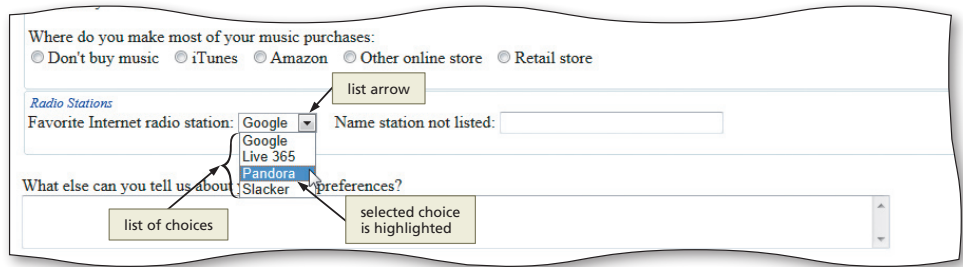 Where do you make most of your music purchases:
Don't buy music iTunes Amazon Other online store Retail store
list arrow
Radio Stations
Favorite Internet radio station: Google Name station not listed:
Google
Live 365
Pandora
Slacker
What else can you tell us about preferences?
list of choices
selected choice
is highlighted